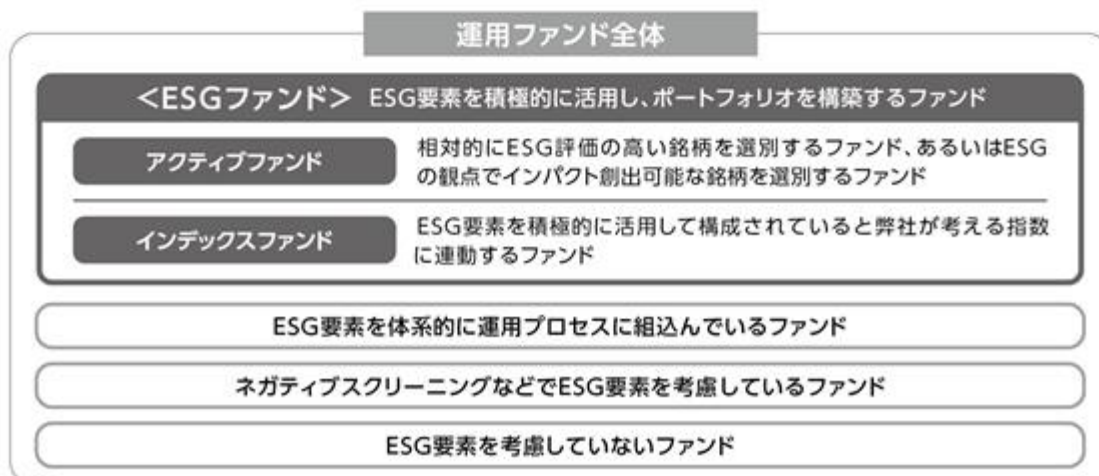 運用ファンド全体
<ESGファンド> ESG要素を積極的に活用し、ポートフォリオを構築するファンド
アクティブファンド
相対的にESG評価の高い銘柄を選別するファンド、あるいはESG
の観点でインパクト創出可能な銘柄を選別するファンド
インデックスファンド
ESG要素を積極的に活用して構成されていると弊社が考える指数
に連動するファンド
ESG要素を体系的に運用プロセスに組込んでいるファンド
ネガティブスクリーニングなどでESG要素を考慮しているファンド
ESG要素を考慮していないファンド